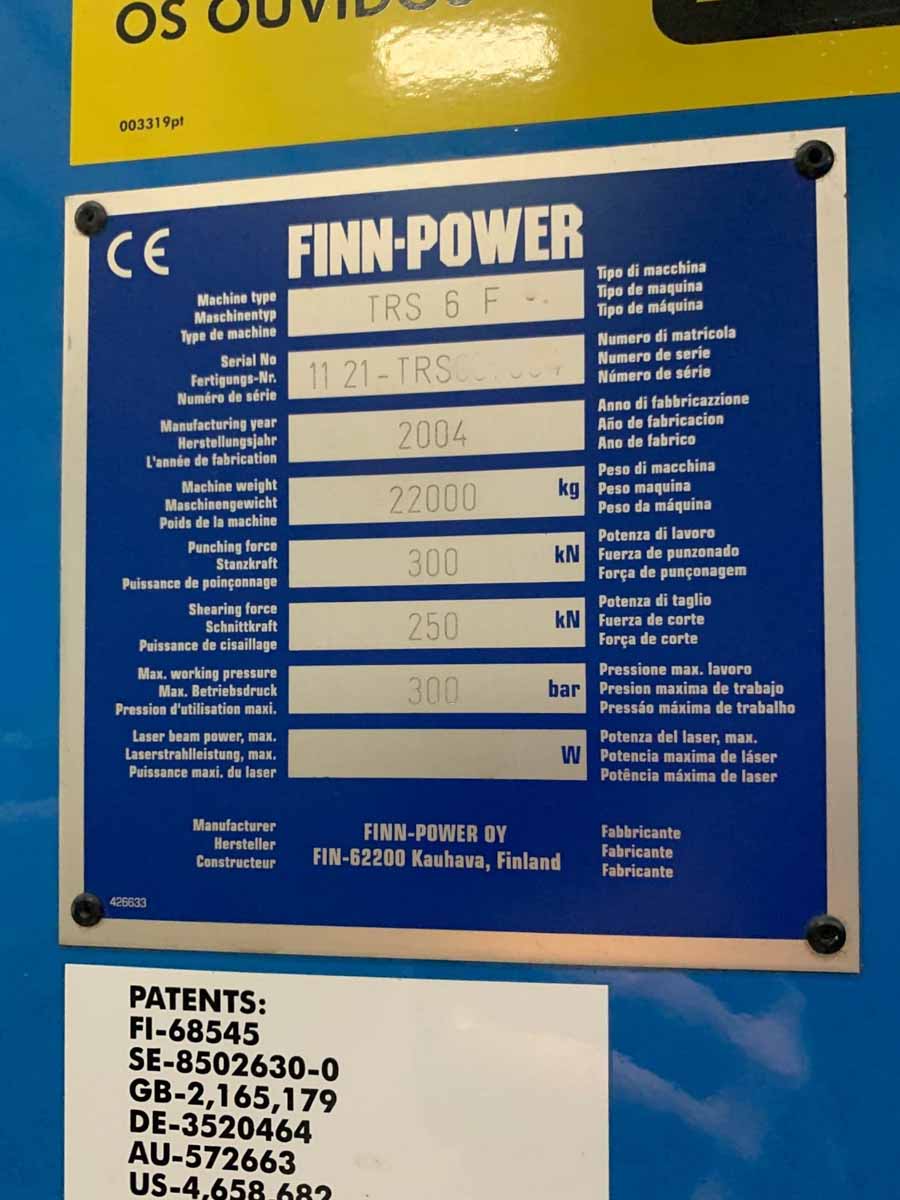 OS OUVIDOS
003319pt
CE
FINN-POWER
Machine type
Maschinentyp
Type de machine
TRS 6 F
Tipo di macchina
Tipo de maquina
Tipo de máquina
Serial No
Fertigungs-Nr.
Numéro de série
11 21-TRS
Numero di matricola
Numero de serie
Número de série
Manufacturing year
Herstellungsjahr
L'année de fabrication
2004
Anno di fabbricazzione
Año de fabricacion
Ano de fabrico
Machine weight
Maschinengewicht
Poids de la machine
22000 kg
Peso di macchina
Peso maquina
Peso da máquina
Punching force
Stanzkraft
Puissance de poinçonnage
300 kN
Potenza di lavoro
Fuerza de punzonado
Força de punçonagem
Shearing force
Schnittkraft
Puissance de cisaillage
250 kN
Potenza di taglio
Fuerza de corte
Força de corte
Max. working pressure
Max. Betriebsdruck
Pression d'utilisation maxi.
300 bar
Pressione max. lavoro
Presion maxima de trabajo
Pressáo máxima de trabalho
Laser beam power, max.
Laserstrahlleistung, max.
Puissance maxi. du laser
W
Potenza del laser, max.
Potencia maxima de láser
Potência máxima de laser
Manufacturer
Hersteller
Constructeur
FINN-POWER OY
FIN-62200 Kauhava, Finland
Fabbricante
Fabricante
Fabricante
426633
PATENTS:
FI-68545
SE-8502630-0
GB-2,165,179
DE-3520464
AU-572663
US-4,658,682